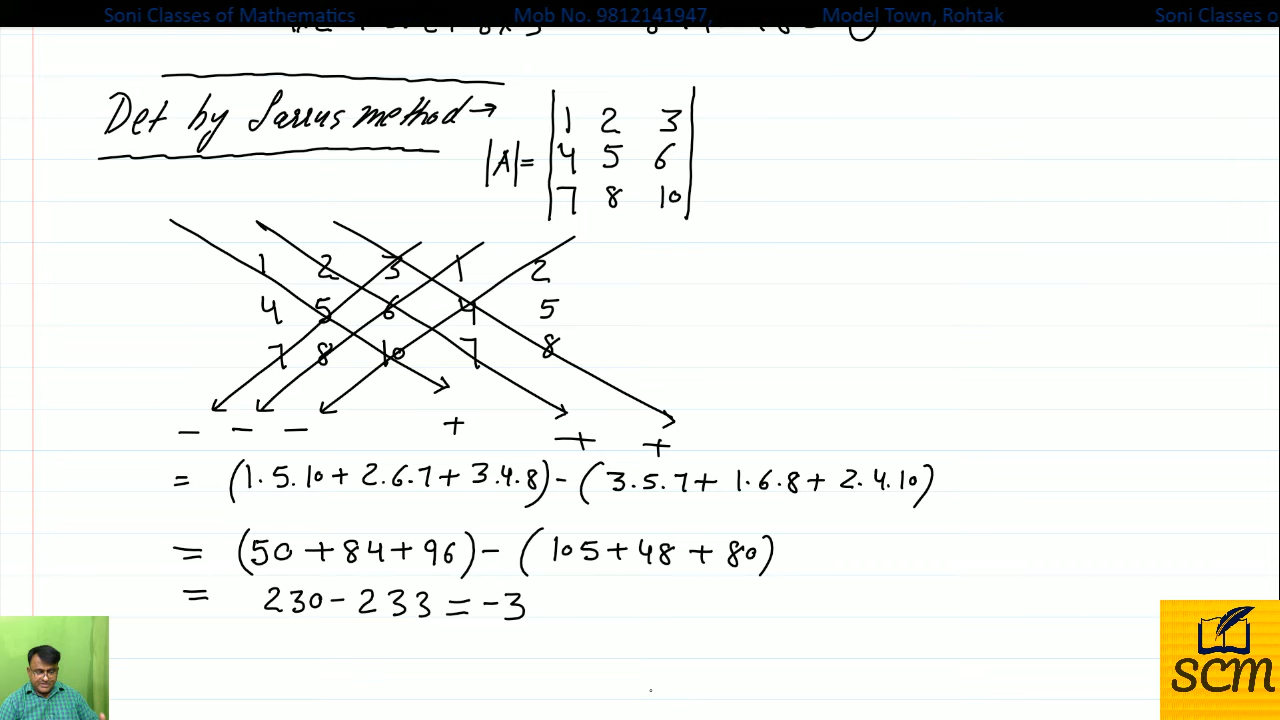 Soni Classes of Mathematics Mob No. 9812141947, Model Town, Rohtak Soni Classes o
Det by Sarrus method →
|A| =
1 2 3
4 5 6
7 8 10
1 2 3 1 2
4 5 6 4 5
7 8 10 7 8
- - - + + +
= (1.5.10 + 2.6.7 + 3.4.8) - (3.5.7 + 1.6.8 + 2.4.10)
= (50 + 84 + 96) - (105 + 48 + 80)
= 230 - 233 = -3
SCM